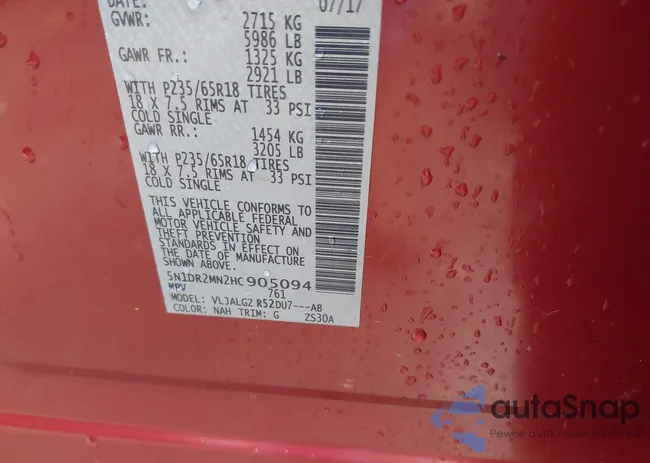 DATE: 07/17
GVWR: 2715 KG
5986 LB
GAWR FR.: 1325 KG
2921 LB
WITH P235/65R18 TIRES
18 X 7.5 RIMS AT 33 PSI
COLD SINGLE
GAWR RR.: 1454 KG
3205 LB
WITH P235/65R18 TIRES
18 X 7.5 RIMS AT 33 PSI
COLD SINGLE
THIS VEHICLE CONFORMS TO
ALL APPLICABLE FEDERAL
MOTOR VEHICLE SAFETY AND
THEFT PREVENTION
STANDARDS IN EFFECT ON
THE DATE OF MANUFACTURE
SHOWN ABOVE.
5N1DR2MN2HC905094
MPV 761
MODEL: VLJALGZ R52DU7---AB
COLOR: NAH TRIM: G ZS30A
autaSnap